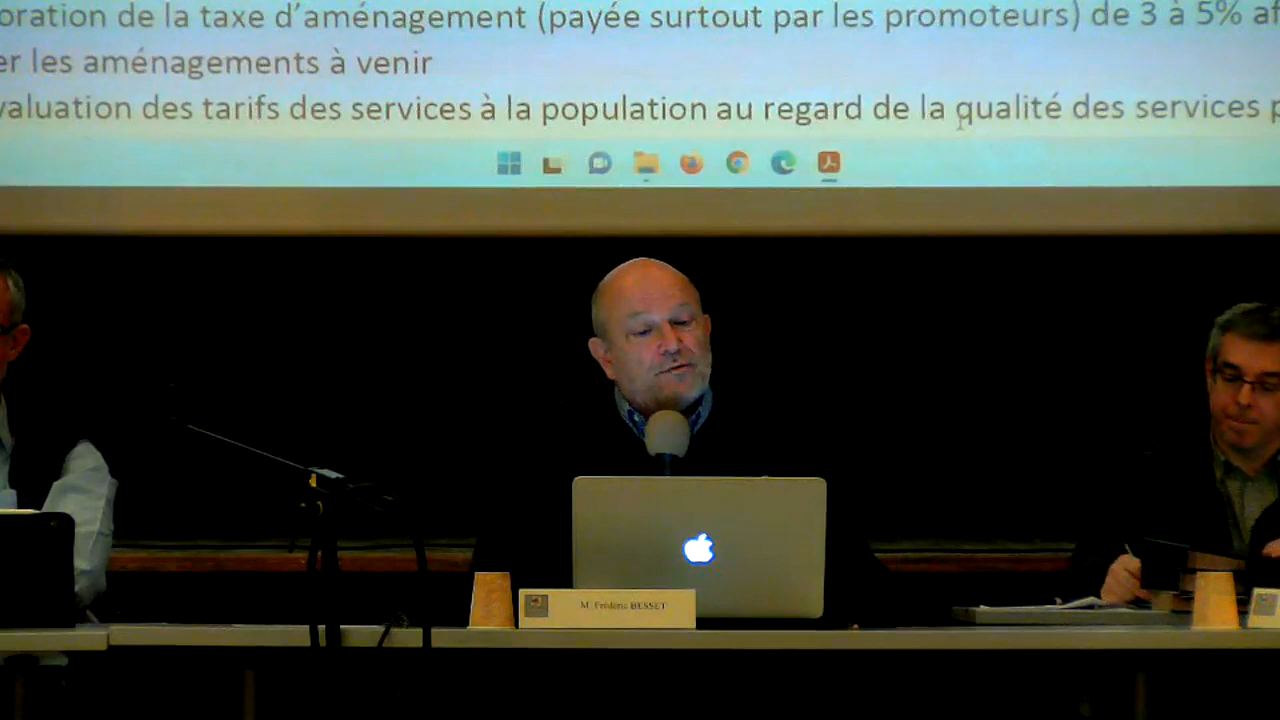 oration de la taxe d'aménagement (payée surtout par les promoteurs) de 3 à 5% af
er les aménagements à venir
valuation des tarifs des services à la population au regard de la qualité des services p
M. Frédéric BESSET